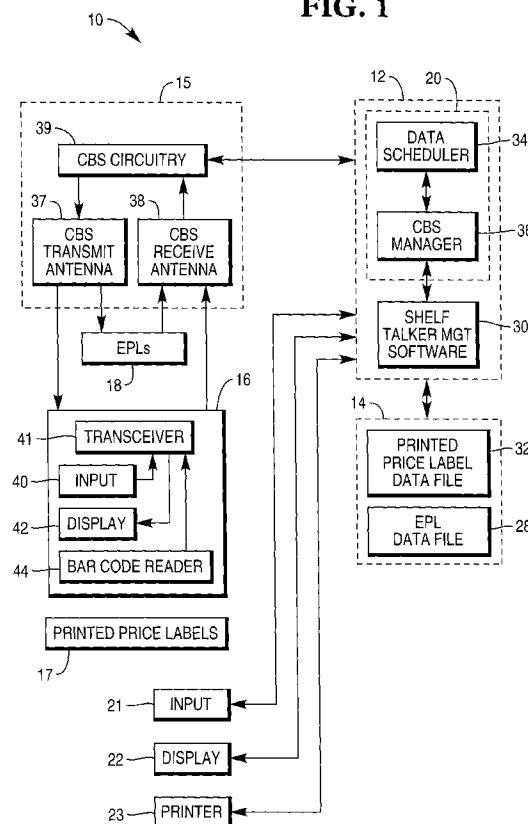 FIG. 1
10
15
39
CBS CIRCUITRY
37
38
CBS
TRANSMIT
ANTENNA
CBS
RECEIVE
ANTENNA
EPLs
18
16
41
TRANSCEIVER
40
INPUT
42
DISPLAY
44
BAR CODE READER
PRINTED PRICE LABELS
17
21
INPUT
22
DISPLAY
23
PRINTER
12
20
DATA
SCHEDULER
34
CBS
MANAGER
SHELF
TALKER MGT
SOFTWARE
30
14
PRINTED
PRICE LABEL
DATA FILE
32
EPL
DATA FILE
28